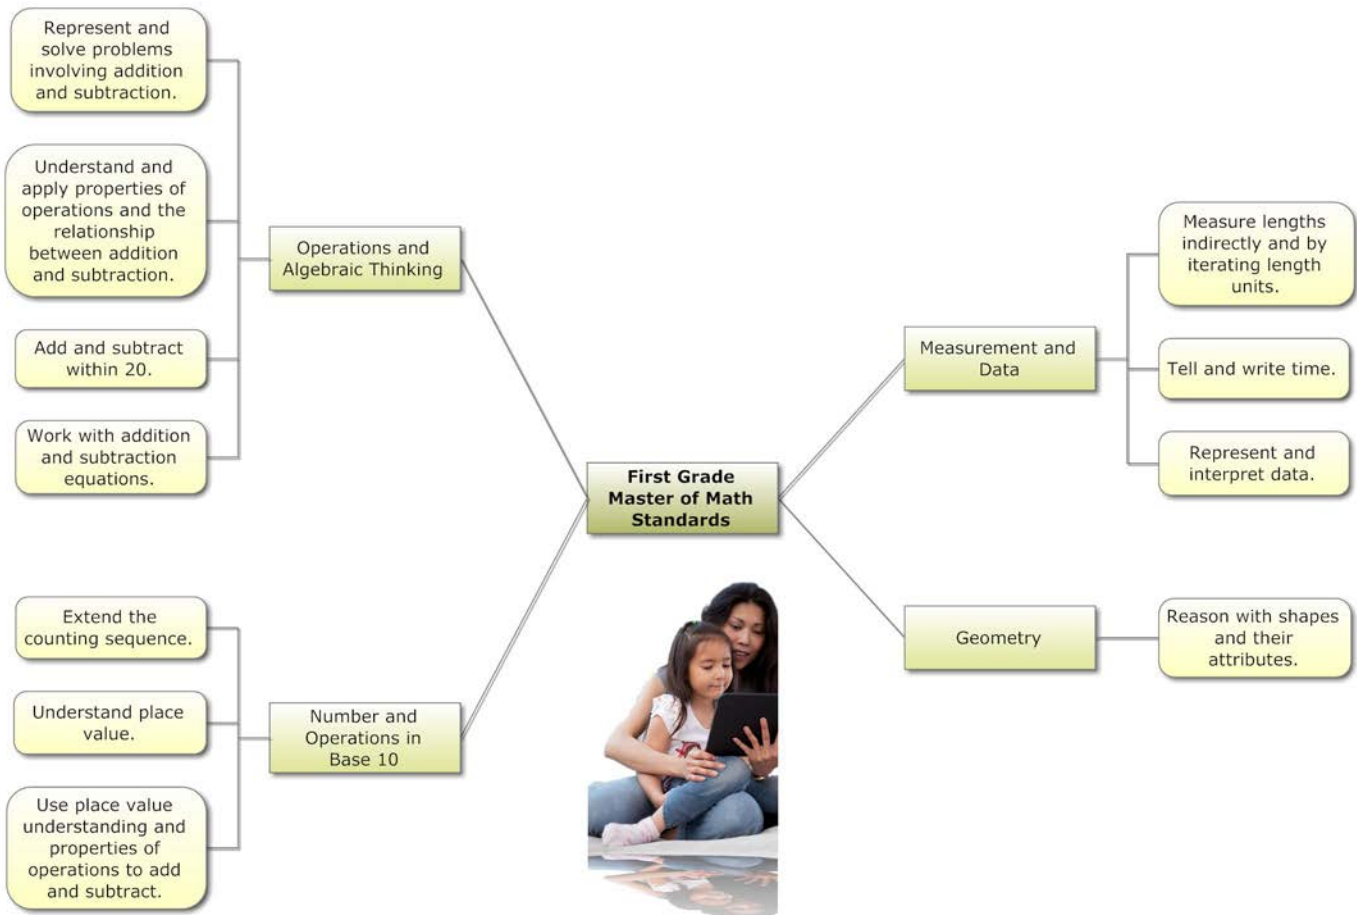 Represent and
solve problems
involving addition
and subtraction.
Understand and
apply properties of
operations and the
relationship
between addition
and subtraction.
Add and subtract
within 20.
Work with addition
and subtraction
equations.
Operations and
Algebraic Thinking
Extend the
counting sequence.
Understand place
value.
Use place value
understanding and
properties of
operations to add
and subtract.
Number and
Operations in
Base 10
First Grade
Master of Math
Standards
Measurement and
Data
Measure lengths
indirectly and by
iterating length
units.
Tell and write time.
Represent and
interpret data.
Geometry
Reason with shapes
and their
attributes.